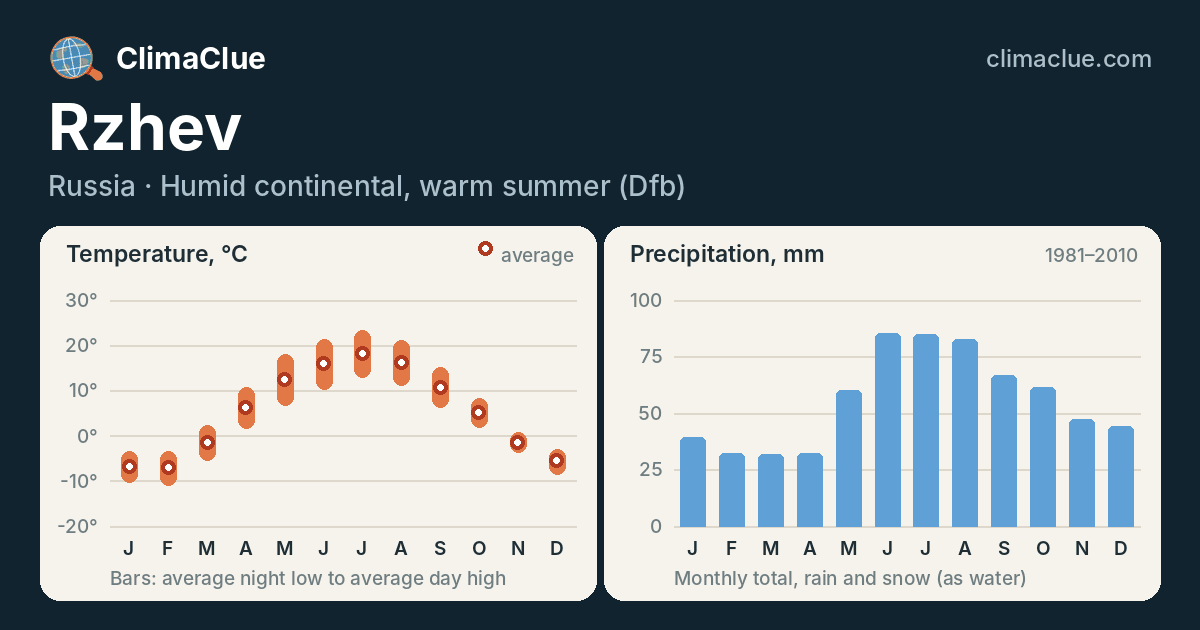 ClimaClue
climaclue.com
Rzhev
Russia · Humid continental, warm summer (Dfb)
Temperature, °C
average
30°
20°
10°
0°
-10°
-20°
J F M A M J J A S O N D
Bars: average night low to average day high
Precipitation, mm
1981–2010
100
75
50
25
0
J F M A M J J A S O N D
Monthly total, rain and snow (as water)